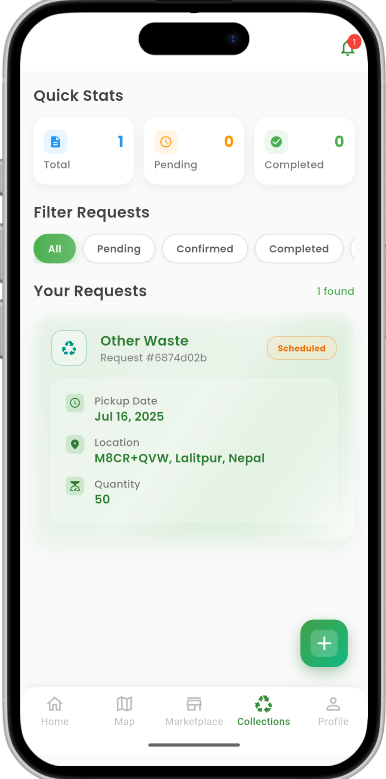 1
Quick Stats
1
0
0
Total
Pending
Completed
Filter Requests
All
Pending
Confirmed
Completed
Your Requests
1 found
Other Waste
Request #6874d02b
Scheduled
Pickup Date
Jul 16, 2025
Location
M8CR+QVW, Lalitpur, Nepal
Quantity
50
Home
Map
Marketplace
Collections
Profile